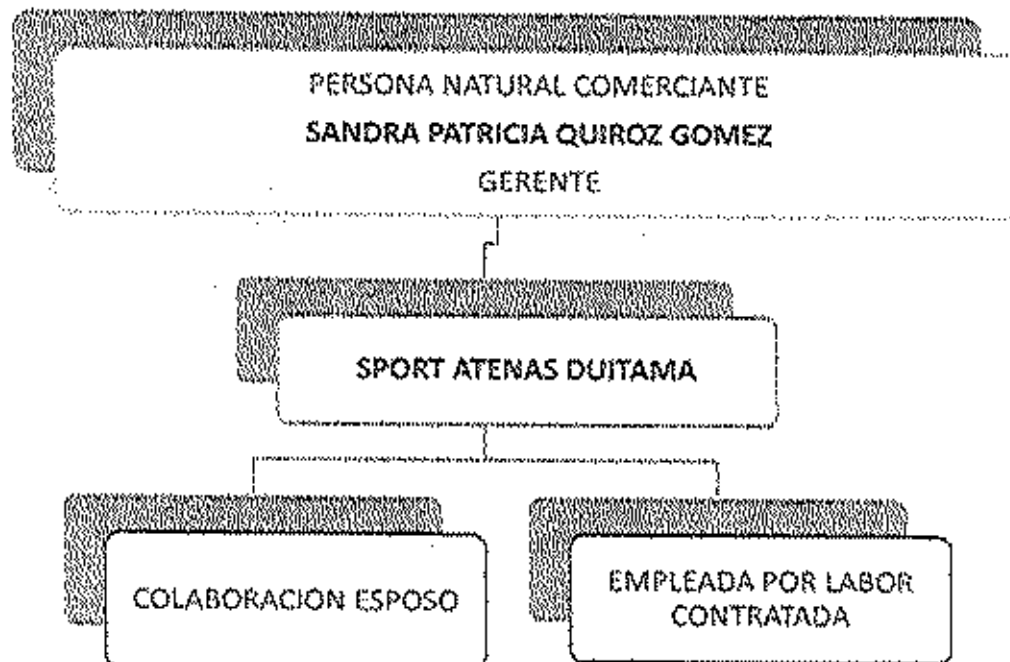 PERSONA NATURAL COMERCIANTE
SANDRA PATRICIA QUIROZ GOMEZ
GERENTE
SPORT ATENAS DUITAMA
COLABORACION ESPOSO
EMPLEADA POR LABOR
CONTRATADA